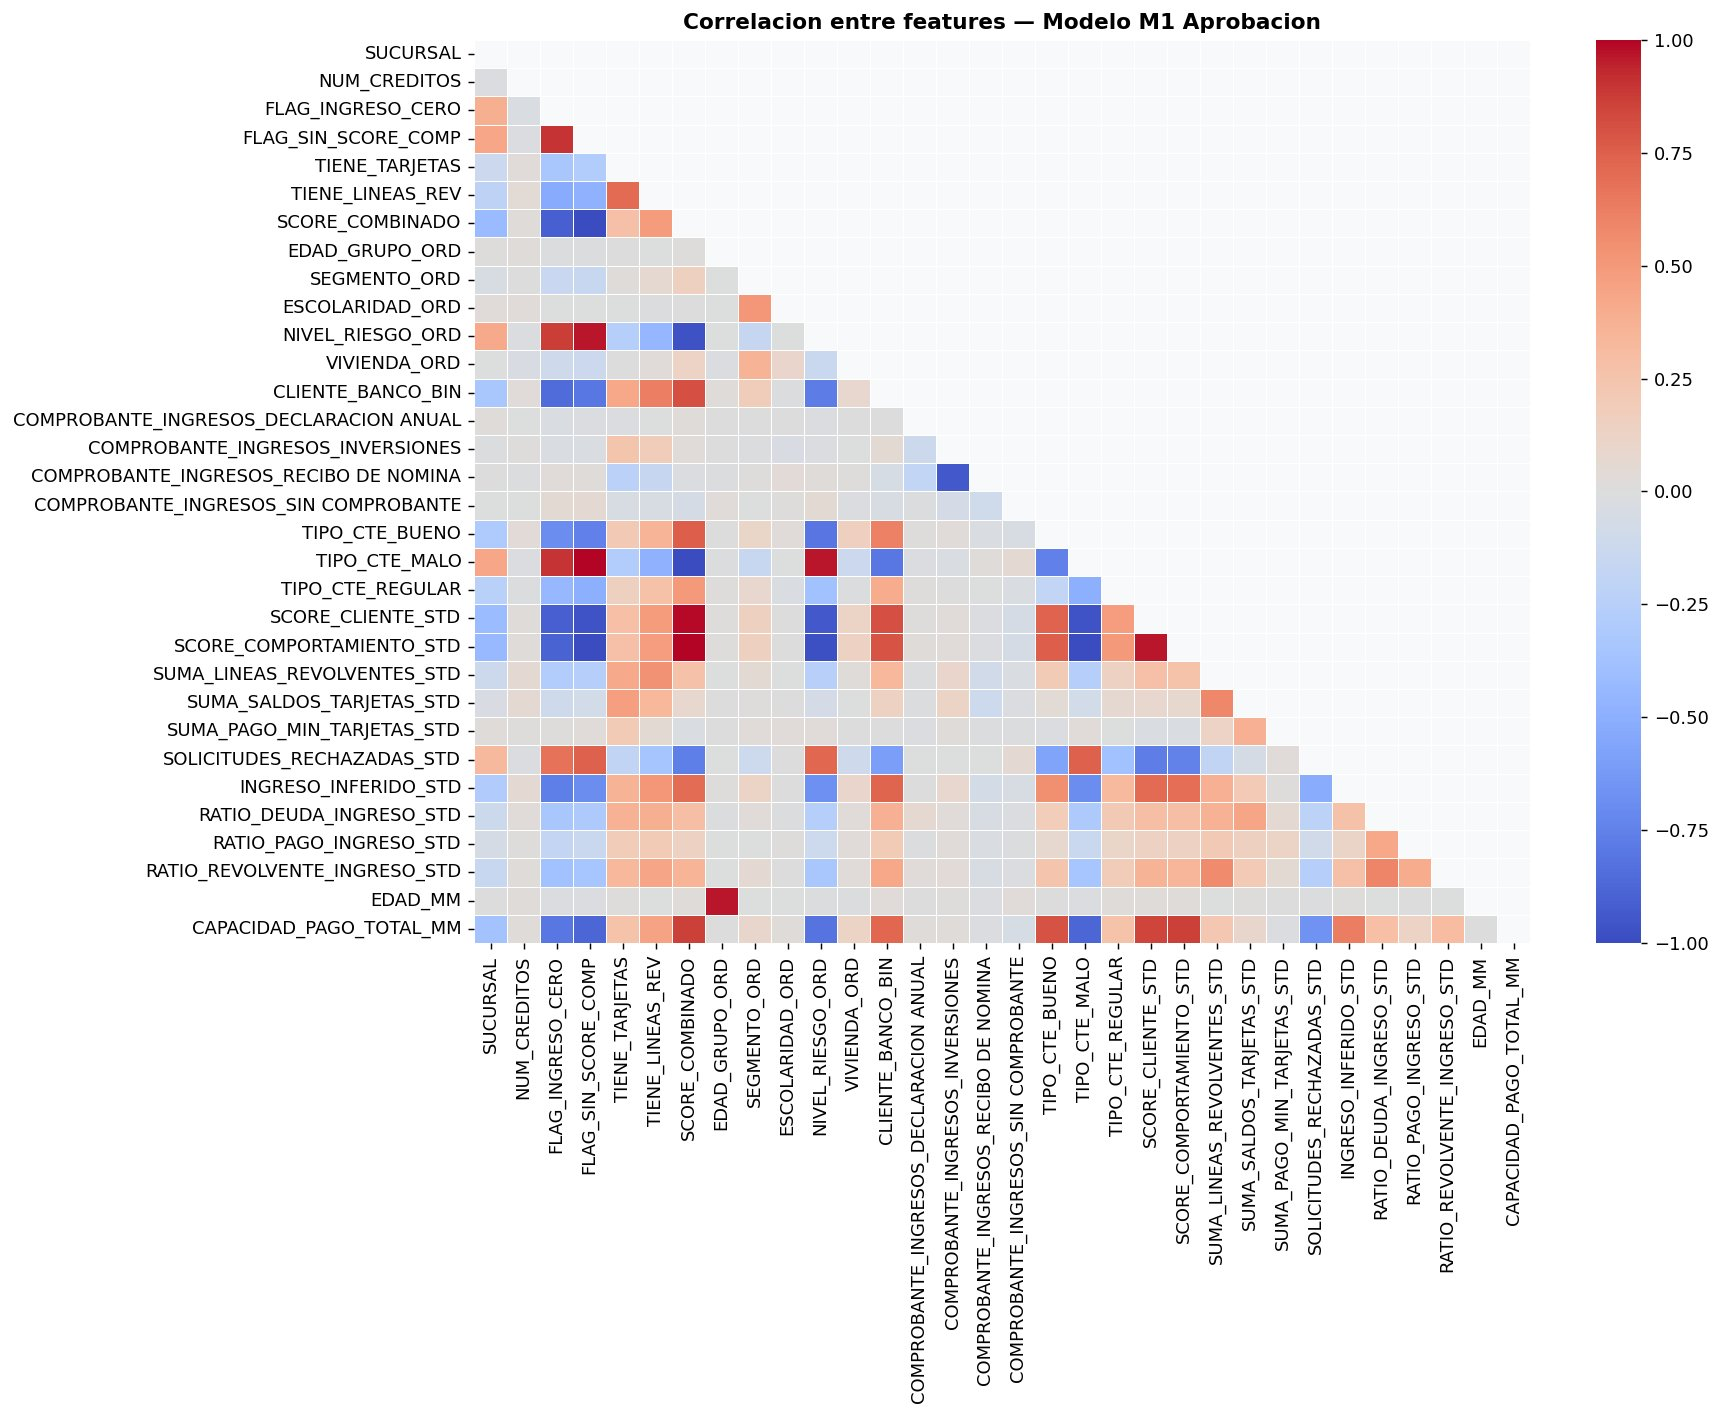 Correlacion entre features — Modelo M1 Aprobacion
SUCURSAL
NUM_CREDITOS
FLAG_INGRESO_CERO
FLAG_SIN_SCORE_COMP
TIENE_TARJETAS
TIENE_LINEAS_REV
SCORE_COMBINADO
EDAD_GRUPO_ORD
SEGMENTO_ORD
ESCOLARIDAD_ORD
NIVEL_RIESGO_ORD
VIVIENDA_ORD
CLIENTE_BANCO_BIN
COMPROBANTE_INGRESOS_DECLARACION ANUAL
COMPROBANTE_INGRESOS_INVERSIONES
COMPROBANTE_INGRESOS_RECIBO DE NOMINA
COMPROBANTE_INGRESOS_SIN COMPROBANTE
TIPO_CTE_BUENO
TIPO_CTE_MALO
TIPO_CTE_REGULAR
SCORE_CLIENTE_STD
SCORE_COMPORTAMIENTO_STD
SUMA_LINEAS_REVOLVENTES_STD
SUMA_SALDOS_TARJETAS_STD
SUMA_PAGO_MIN_TARJETAS_STD
SOLICITUDES_RECHAZADAS_STD
INGRESO_INFERIDO_STD
RATIO_DEUDA_INGRESO_STD
RATIO_PAGO_INGRESO_STD
RATIO_REVOLVENTE_INGRESO_STD
EDAD_MM
CAPACIDAD_PAGO_TOTAL_MM
SUCURSAL
NUM_CREDITOS
FLAG_INGRESO_CERO
FLAG_SIN_SCORE_COMP
TIENE_TARJETAS
TIENE_LINEAS_REV
SCORE_COMBINADO
EDAD_GRUPO_ORD
SEGMENTO_ORD
ESCOLARIDAD_ORD
NIVEL_RIESGO_ORD
VIVIENDA_ORD
CLIENTE_BANCO_BIN
COMPROBANTE_INGRESOS_DECLARACION ANUAL
COMPROBANTE_INGRESOS_INVERSIONES
COMPROBANTE_INGRESOS_RECIBO DE NOMINA
COMPROBANTE_INGRESOS_SIN COMPROBANTE
TIPO_CTE_BUENO
TIPO_CTE_MALO
TIPO_CTE_REGULAR
SCORE_CLIENTE_STD
SCORE_COMPORTAMIENTO_STD
SUMA_LINEAS_REVOLVENTES_STD
SUMA_SALDOS_TARJETAS_STD
SUMA_PAGO_MIN_TARJETAS_STD
SOLICITUDES_RECHAZADAS_STD
INGRESO_INFERIDO_STD
RATIO_DEUDA_INGRESO_STD
RATIO_PAGO_INGRESO_STD
RATIO_REVOLVENTE_INGRESO_STD
EDAD_MM
CAPACIDAD_PAGO_TOTAL_MM
1.00
0.75
0.50
0.25
0.00
−0.25
−0.50
−0.75
−1.00